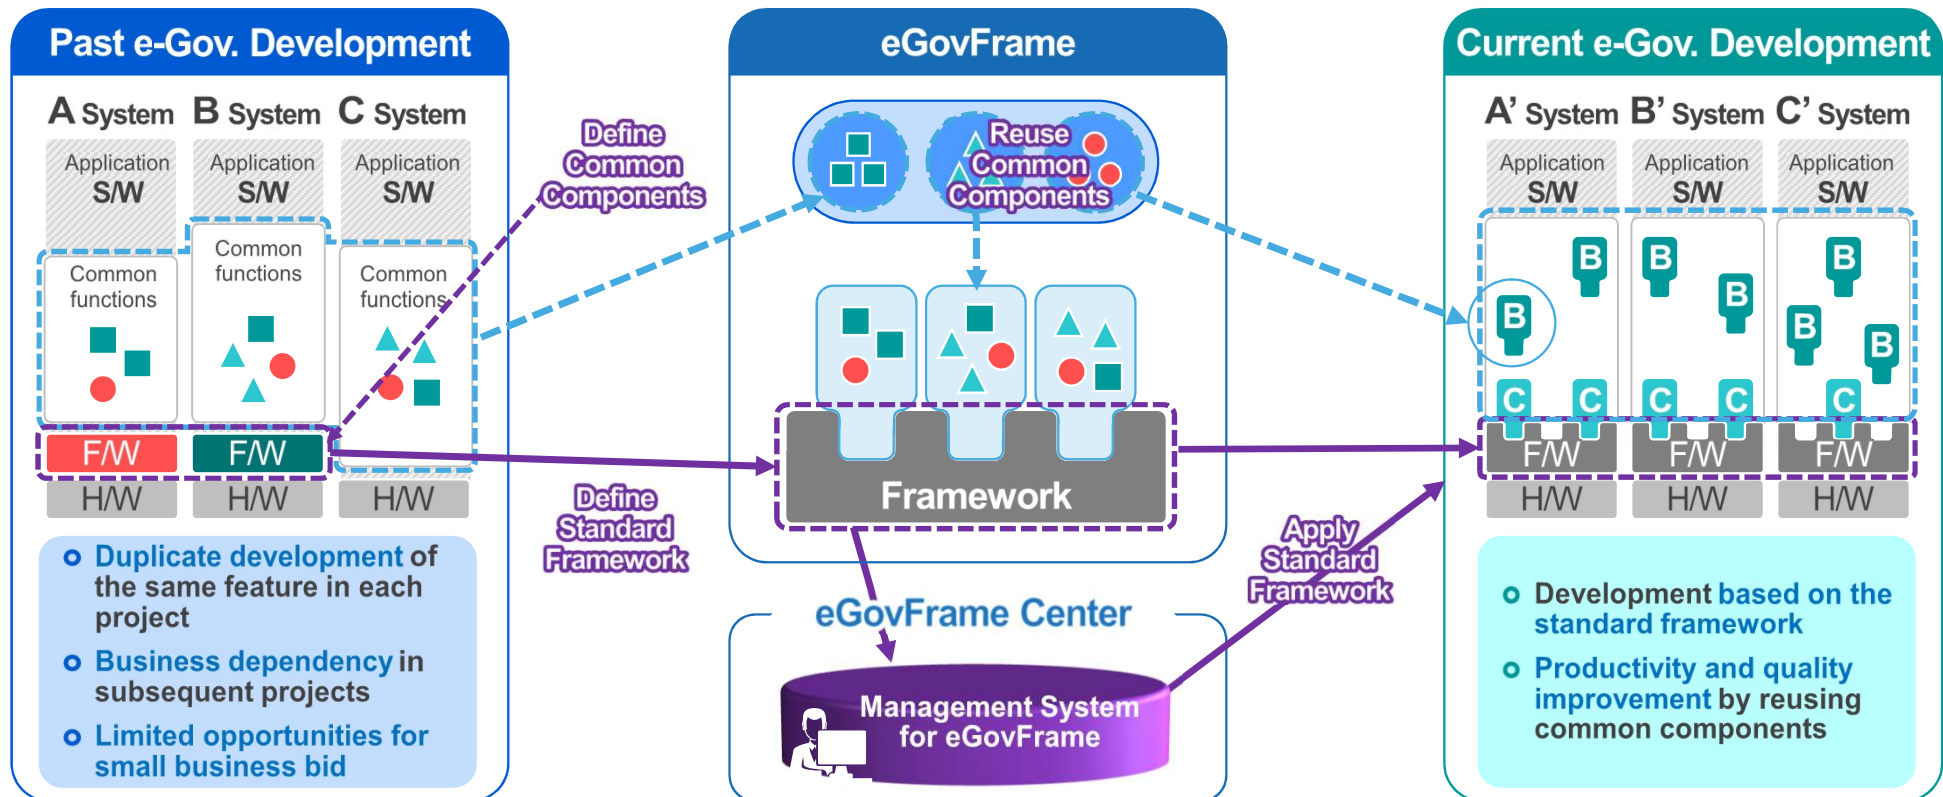 Past e-Gov. Development
A System
B System
C System
Application
S/W
Application
S/W
Application
S/W
Common
functions
Common
functions
Common
functions
F/W
F/W
H/W
H/W
H/W
Duplicate development of
the same feature in each
project
Business dependency in
subsequent projects
Limited opportunities for
small business bid
Define
Common
Components
Define
Standard
Framework
eGovFrame
Reuse
Common
Components
Framework
eGovFrame Center
Management System
for eGovFrame
Apply
Standard
Framework
Current e-Gov. Development
A’ System
B’ System
C’ System
Application
S/W
Application
S/W
Application
S/W
B
B
B
B
B
B
B
C
C
C
C
C
F/W
F/W
F/W
H/W
H/W
H/W
Development based on the
standard framework
Productivity and quality
improvement by reusing
common components